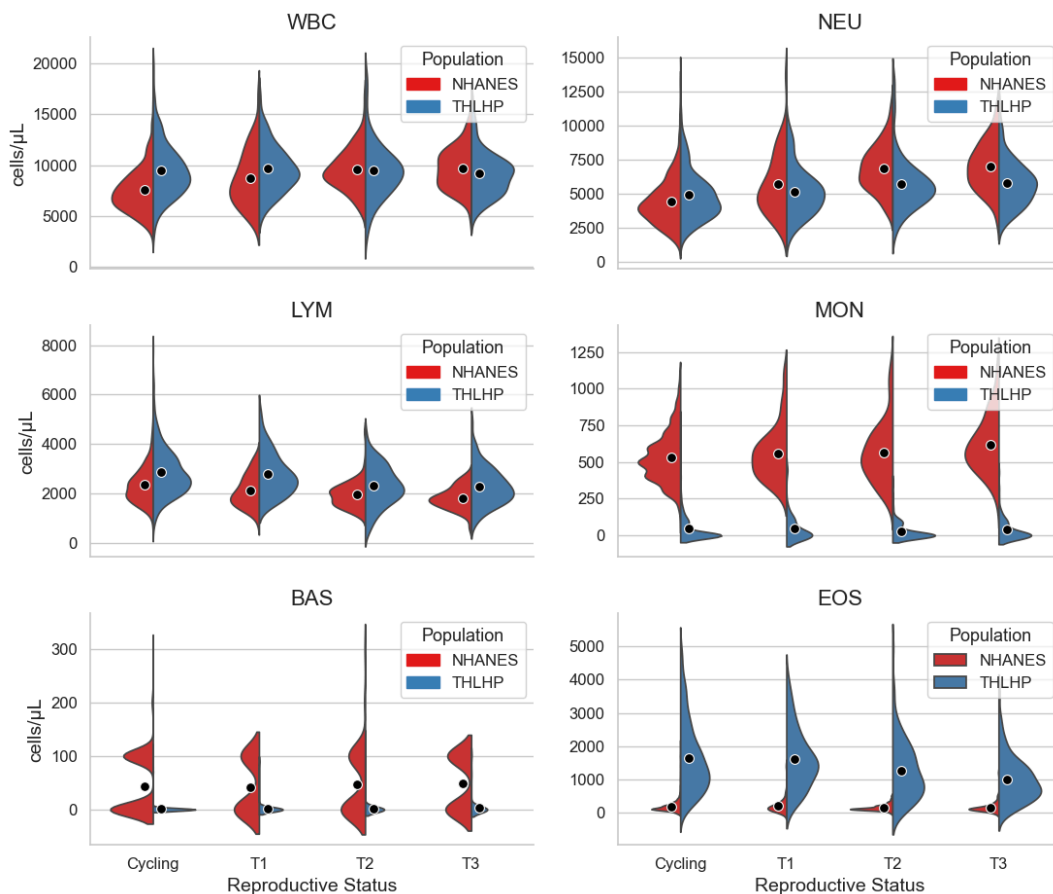 WBC
cells/μL
20000
15000
10000
5000
0
Population
NHANES
THLHP
NEU
15000
12500
10000
7500
5000
2500
0
Population
NHANES
THLHP
LYM
cells/μL
8000
6000
4000
2000
0
Population
NHANES
THLHP
MON
1250
1000
750
500
250
0
Population
NHANES
THLHP
BAS
cells/μL
300
200
100
0
Population
NHANES
THLHP
Cycling T1 T2 T3
Reproductive Status
EOS
5000
4000
3000
2000
1000
0
Population
NHANES
THLHP
Cycling T1 T2 T3
Reproductive Status